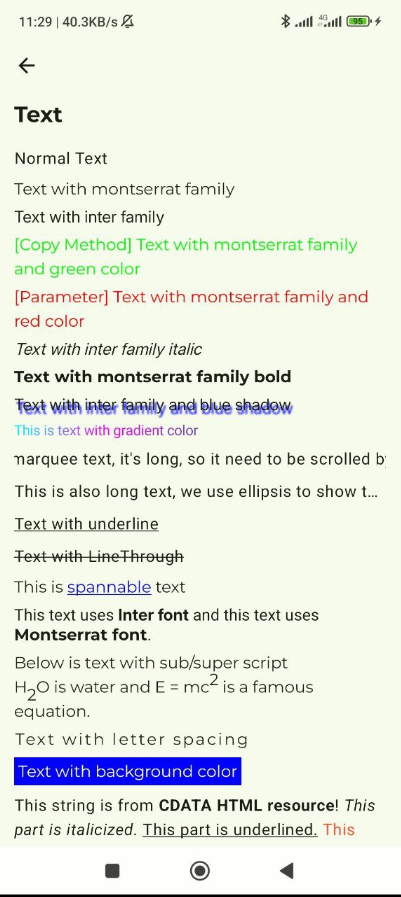 11:29 | 40.3KB/s
4G
95
Text
Normal Text
Text with montserrat family
Text with inter family
[Copy Method] Text with montserrat family
and green color
[Parameter] Text with montserrat family and
red color
Text with inter family italic
Text with montserrat family bold
Text with inter family and blue shadow
This is text with gradient color
marquee text, it's long, so it need to be scrolled by
This is also long text, we use ellipsis to show t...
Text with underline
Text with LineThrough
This is spannable text
This text uses Inter font and this text uses
Montserrat font.
Below is text with sub/super script
H2O is water and E = mc2 is a famous
equation.
Text with letter spacing
Text with background color
This string is from CDATA HTML resource! This
part is italicized. This part is underlined. This